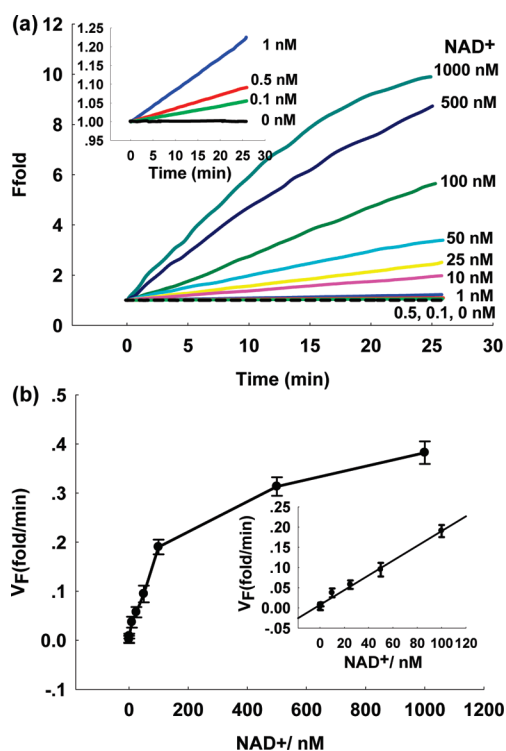 (a)
12
10
8
6
4
2
0
Ffold
0 5 10 15 20 25 30
Time (min)
NAD+
1000 nM
500 nM
100 nM
50 nM
25 nM
10 nM
1 nM
0.5, 0.1, 0 nM
1.25
1.20
1.15
1.10
1.05
1.00
.95
0 5 10 15 20 25 30
Time (min)
1 nM
0.5 nM
0.1 nM
0 nM
(b)
.5
.4
.3
.2
.1
0.0
-.1
VF(fold/min)
0 200 400 600 800 1000 1200
NAD+/ nM
.25
.20
.15
.10
.05
0.00
-.05
VF(fold/min)
0 20 40 60 80 100 120
NAD+/ nM